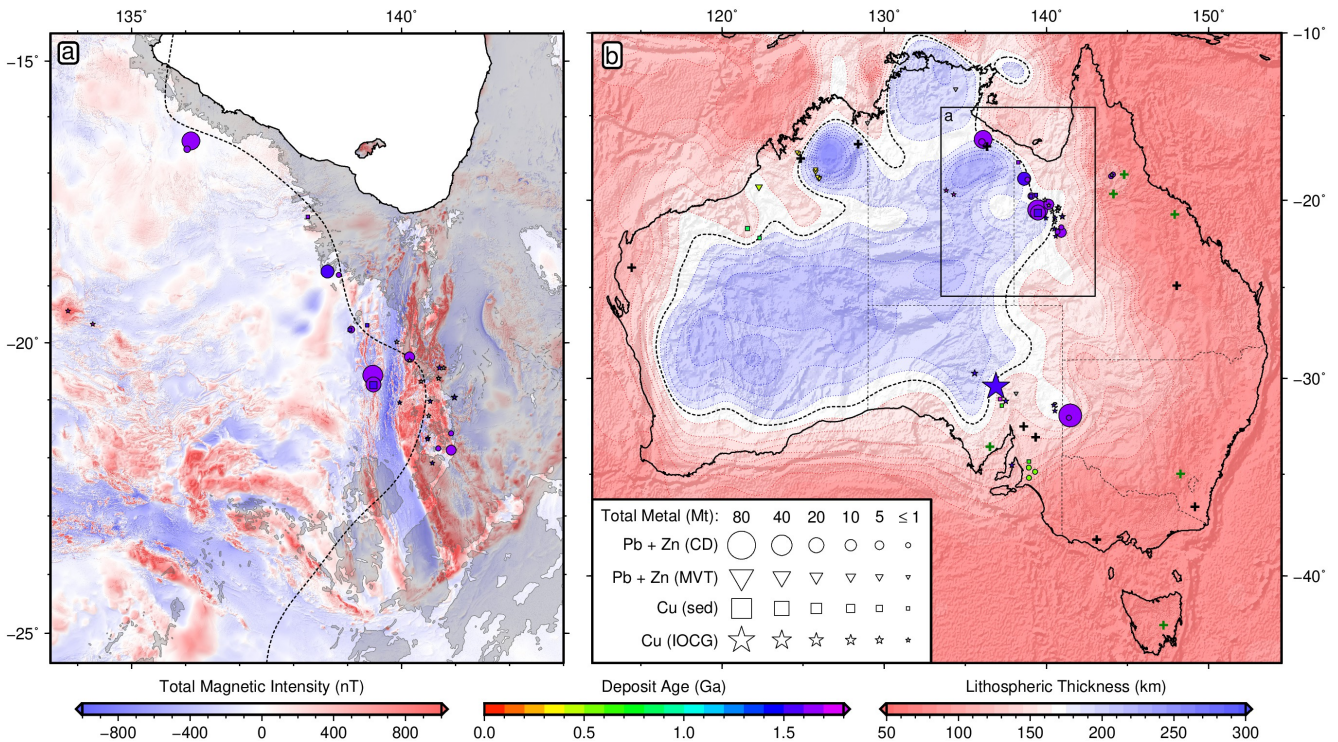 135° 140° 120° 130° 140° 150°
a
b
−10°
−15°
a
−20°
−20°
−30°
Total Metal (Mt): 80 40 20 10 5 ≤ 1
Pb + Zn (CD)
Pb + Zn (MVT)
−40°
Cu (sed)
−25°
Cu (IOCG)
Total Magnetic Intensity (nT) Deposit Age (Ga) Lithospheric Thickness (km)
−800 −400 0 400 800 0.0 0.5 1.0 1.5 50 100 150 200 250 300